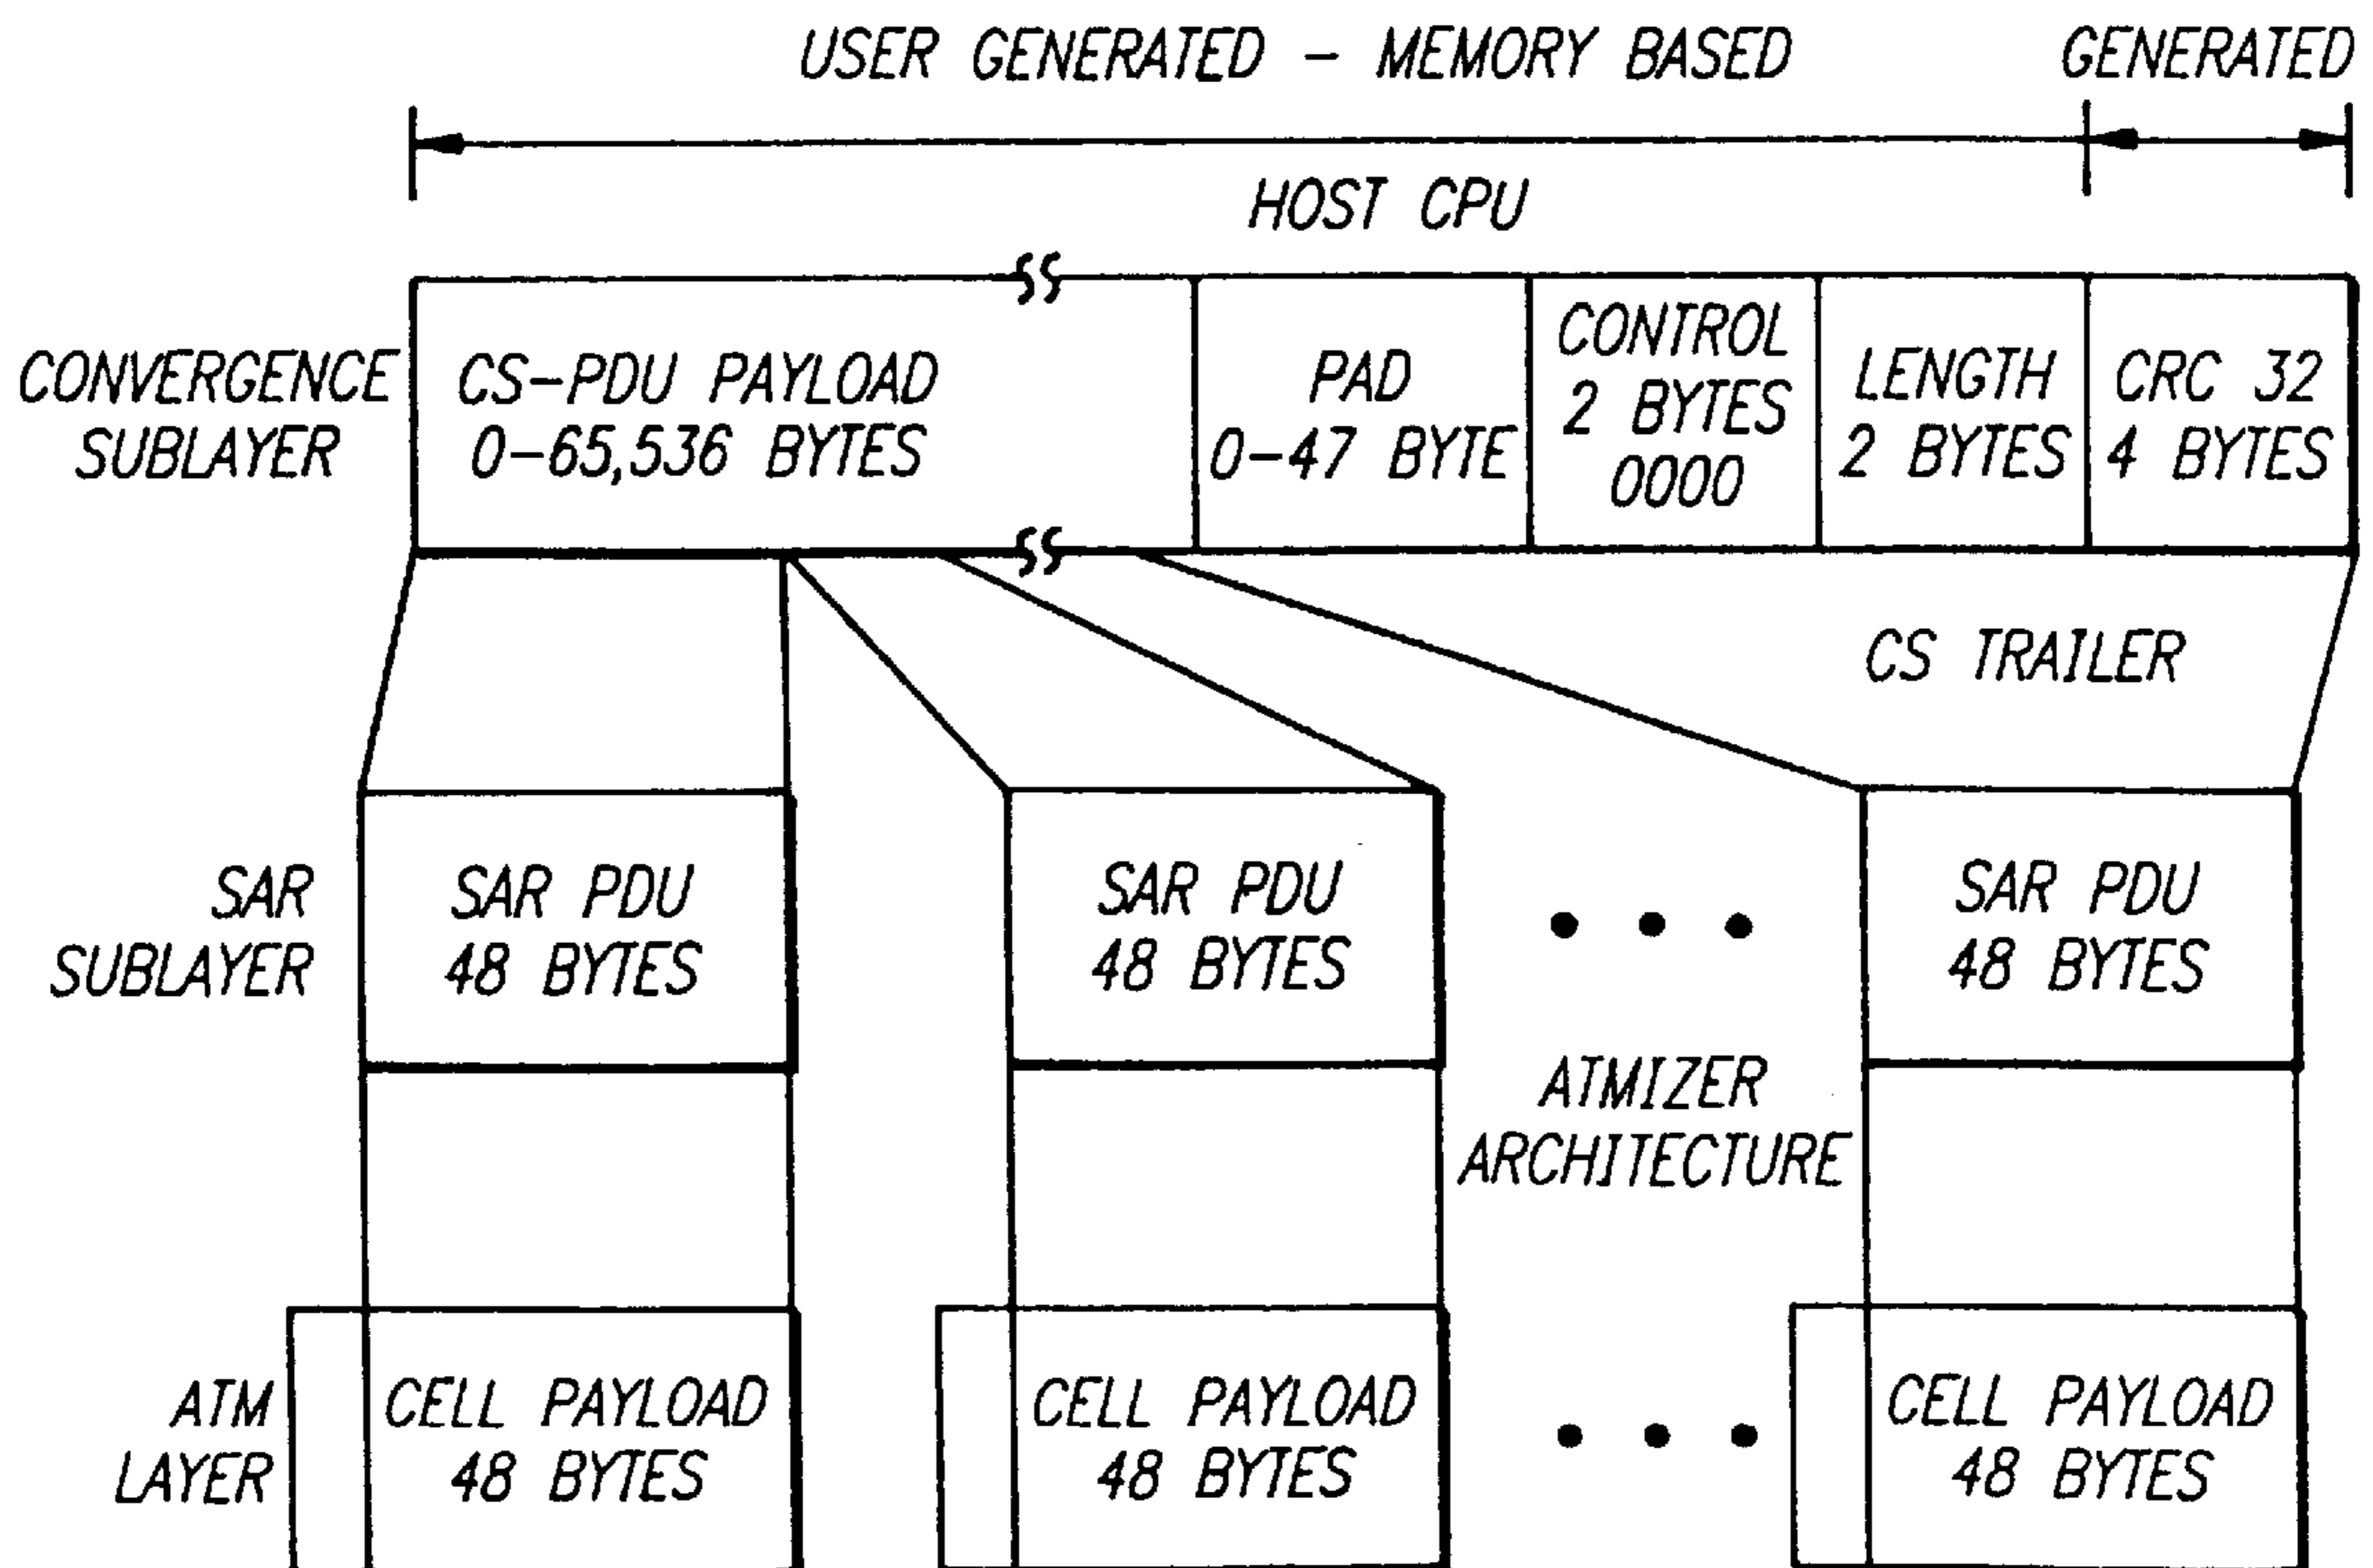 USER GENERATED - MEMORY BASED
GENERATED
HOST CPU
CONVERGENCE
SUBLAYER
CS-PDU PAYLOAD
0-65,536 BYTES
PAD
0-47 BYTE
CONTROL
2 BYTES
0000
LENGTH
2 BYTES
CRC 32
4 BYTES
CS TRAILER
SAR
SUBLAYER
SAR PDU
48 BYTES
SAR PDU
48 BYTES
SAR PDU
48 BYTES
ATMIZER
ARCHITECTURE
ATM
LAYER
CELL PAYLOAD
48 BYTES
CELL PAYLOAD
48 BYTES
CELL PAYLOAD
48 BYTES